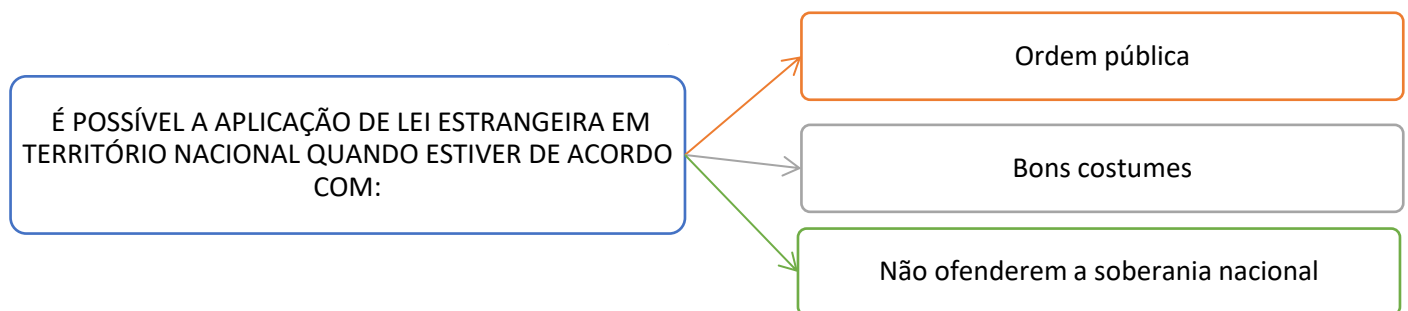 É POSSÍVEL A APLICAÇÃO DE LEI ESTRANGEIRA EM
TERRITÓRIO NACIONAL QUANDO ESTIVER DE ACORDO
COM:
Ordem pública
Bons costumes
Não ofenderem a soberania nacional